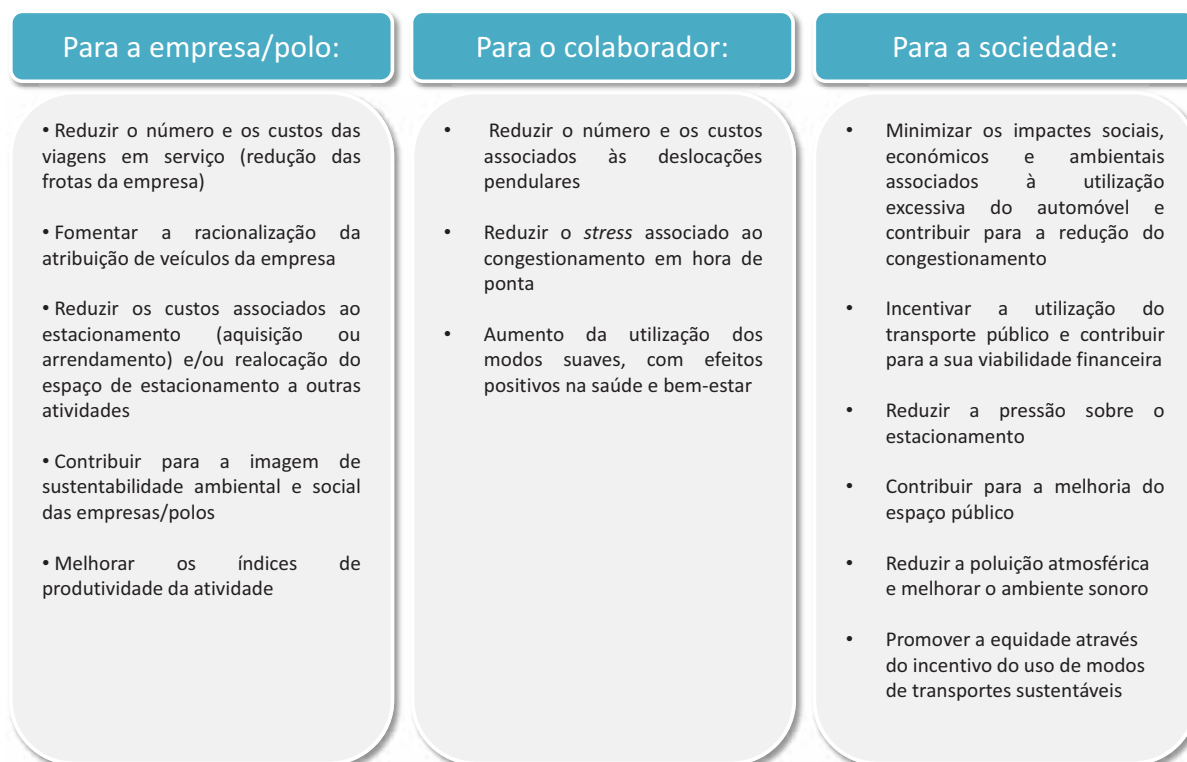 Para a empresa/polo:
• Reduzir o número e os custos das
viagens em serviço (redução das
frotas da empresa)
• Fomentar a racionalização da
atribuição de veículos da empresa
• Reduzir os custos associados ao
estacionamento (aquisição ou
arrendamento) e/ou realocação do
espaço de estacionamento a outras
atividades
• Contribuir para a imagem de
sustentabilidade ambiental e social
das empresas/polos
• Melhorar os índices de
produtividade da atividade
Para o colaborador:
• Reduzir o número e os custos
associados às deslocações
pendulares
• Reduzir o stress associado ao
congestionamento em hora de
ponta
• Aumento da utilização dos
modos suaves, com efeitos
positivos na saúde e bem-estar
Para a sociedade:
• Minimizar os impactes sociais,
económicos e ambientais
associados à utilização
excessiva do automóvel e
contribuir para a redução do
congestionamento
• Incentivar a utilização do
transporte público e contribuir
para a sua viabilidade financeira
• Reduzir a pressão sobre o
estacionamento
• Contribuir para a melhoria do
espaço público
• Reduzir a poluição atmosférica
e melhorar o ambiente sonoro
• Promover a equidade através
do incentivo do uso de modos
de transportes sustentáveis